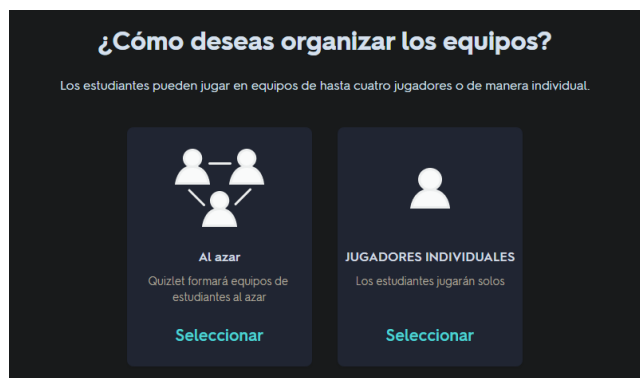 ¿Cómo deseas organizar los equipos?
Los estudiantes pueden jugar en equipos de hasta cuatro jugadores o de manera individual.
Al azar
Quizlet formará equipos de
estudiantes al azar
Seleccionar
JUGADORES INDIVIDUALES
Los estudiantes jugarán solos
Seleccionar